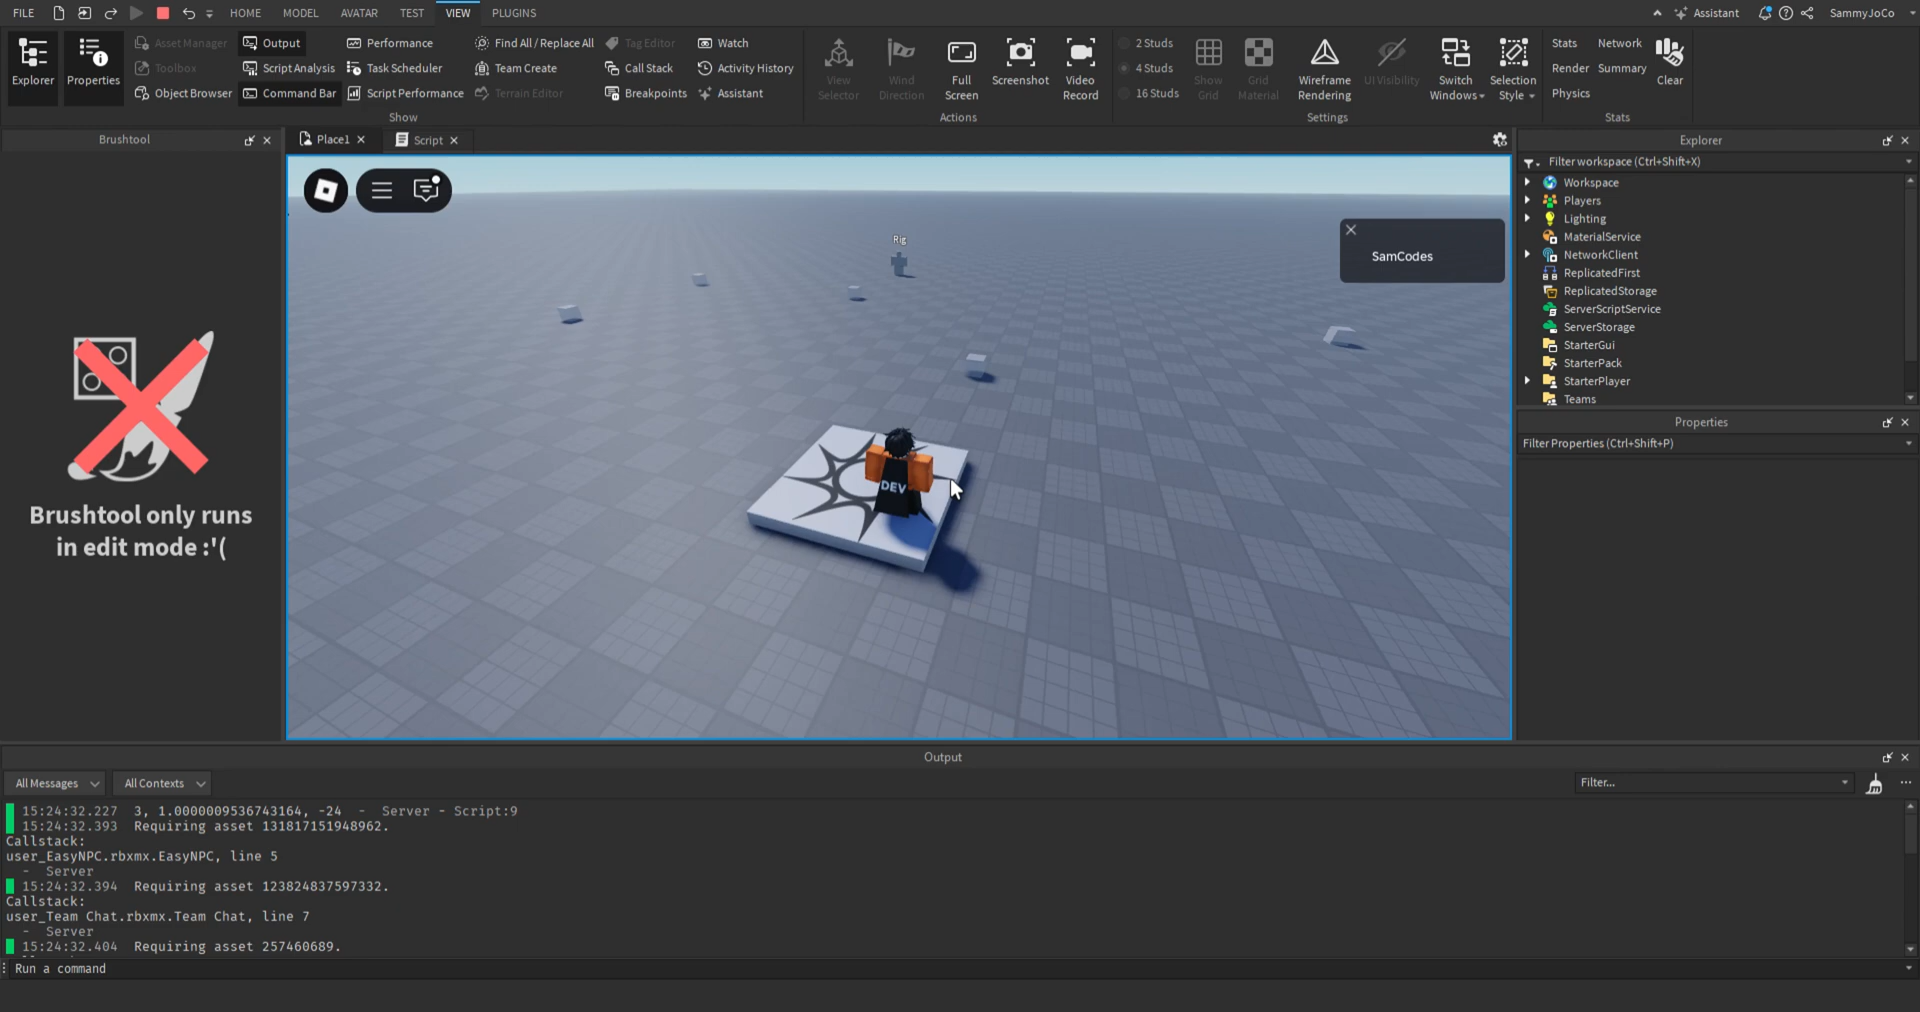 FILE HOME MODEL AVATAR TEST VIEW PLUGINS Assistant SammyJoCo
Explorer
Properties
Asset Manager
Toolbox
Object Browser
Output
Script Analysis
Command Bar
Performance
Task Scheduler
Script Performance
Find All / Replace All
Team Create
Terrain Editor
Tag Editor
Call Stack
Breakpoints
Watch
Activity History
Assistant
Show
View
Selector
Wind
Direction
Full
Screen
Screenshot
Video
Record
Actions
2 Studs
4 Studs
16 Studs
Show
Grid
Grid
Material
Wireframe
Rendering
UI Visibility
Switch
Windows
Selection
Style
Settings
Stats
Render
Physics
Network
Summary
Clear
Stats
Brushtool
Place1
Script
Brushtool only runs
in edit mode :'(
Rig
SamCodes
DEV
Explorer
Filter workspace (Ctrl+Shift+X)
Workspace
Players
Lighting
MaterialService
NetworkClient
ReplicatedFirst
ReplicatedStorage
ServerScriptService
ServerStorage
StarterGui
StarterPack
StarterPlayer
Teams
Properties
Filter Properties (Ctrl+Shift+P)
Output
All Messages
All Contexts
Filter...
15:24:32.227 3, 1.0000009536743164, -24 - Server - Script:9
15:24:32.393 Requiring asset 131817151948962.
Callstack:
user_EasyNPC.rbxmx.EasyNPC, line 5
- Server
15:24:32.394 Requiring asset 123824837597332.
Callstack:
user_Team Chat.rbxmx.Team Chat, line 7
- Server
15:24:32.404 Requiring asset 257460689.
Run a command